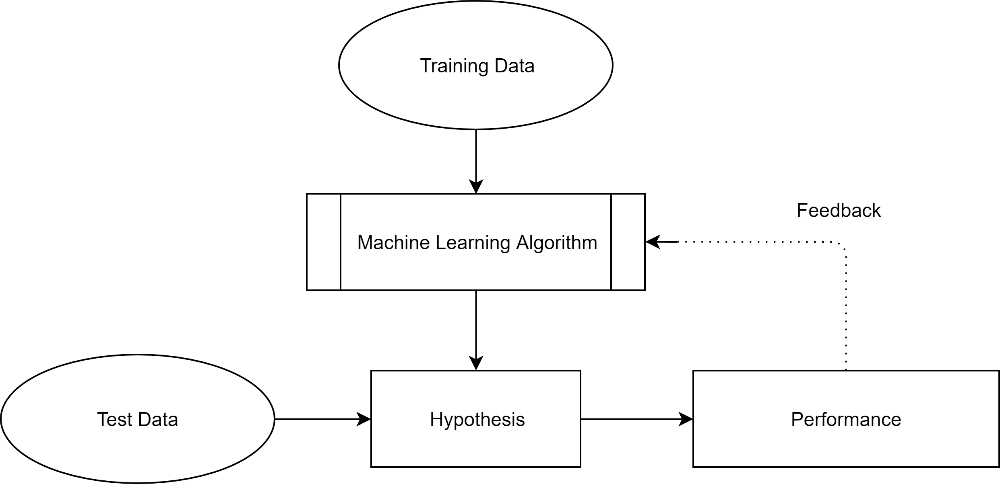 Training Data
Feedback
Machine Learning Algorithm
Test Data
Hypothesis
Performance